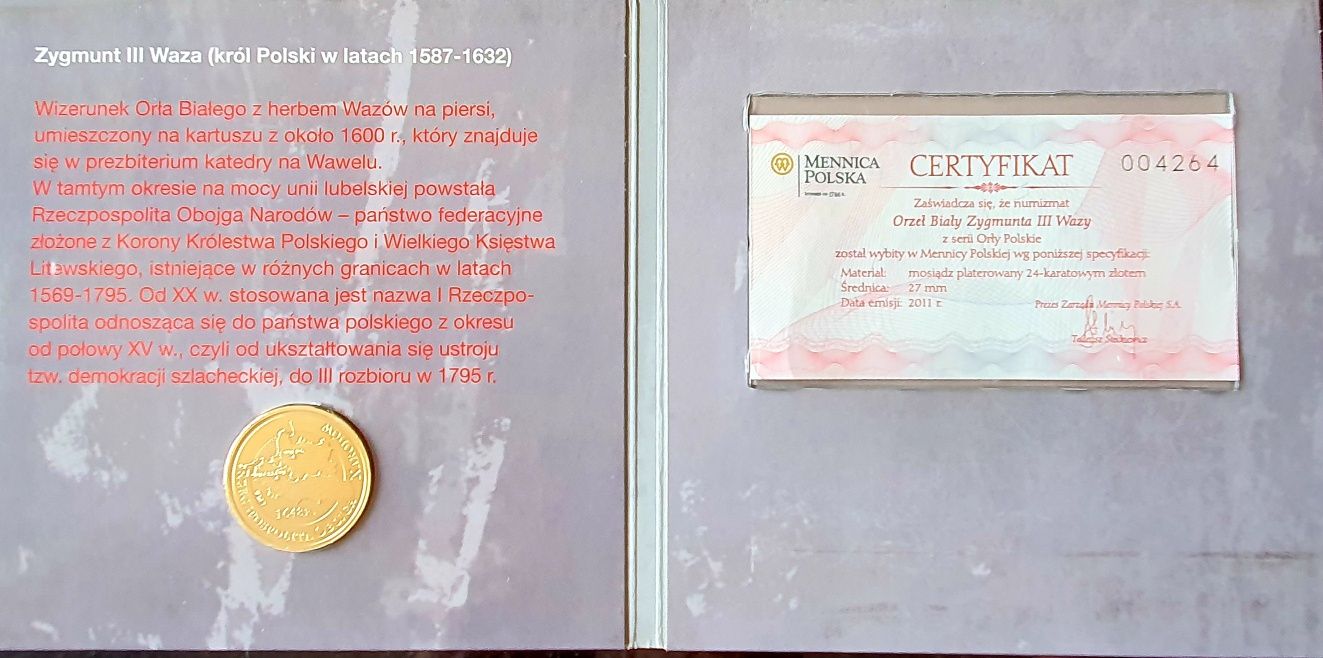 Zygmunt III Waza (król Polski w latach 1587-1632)
Wizerunek Orła Białego z herbem Wazów na piersi,
umieszczony na kartuszu z około 1600 r., który znajduje
się w prezbiterium katedry na Wawelu.
W tamtym okresie na mocy unii lubelskiej powstała
Rzeczpospolita Obojga Narodów – państwo federacyjne
złożone z Korony Królestwa Polskiego i Wielkiego Księstwa
Litewskiego, istniejące w różnych granicach w latach
1569-1795. Od XX w. stosowana jest nazwa I Rzeczpo-
spolita odnosząca się do państwa polskiego z okresu
od połowy XV w., czyli od ukształtowania się ustroju
tzw. demokracji szlacheckiej, do III rozbioru w 1795 r.
MENNICA
POLSKA
CERTYFIKAT
004264
Zaświadcza się, że numizmat
Orzeł Biały Zygmunta III Wazy
z serii Orły Polskie
został wybity w Mennicy Polskiej wg poniższej specyfikacji:
Materiał: mosiądz platerowany 24-karatowym złotem
Średnica: 27 mm
Data emisji: 2011 r.
Prezes Zarządu Mennicy Polskiej S.A.